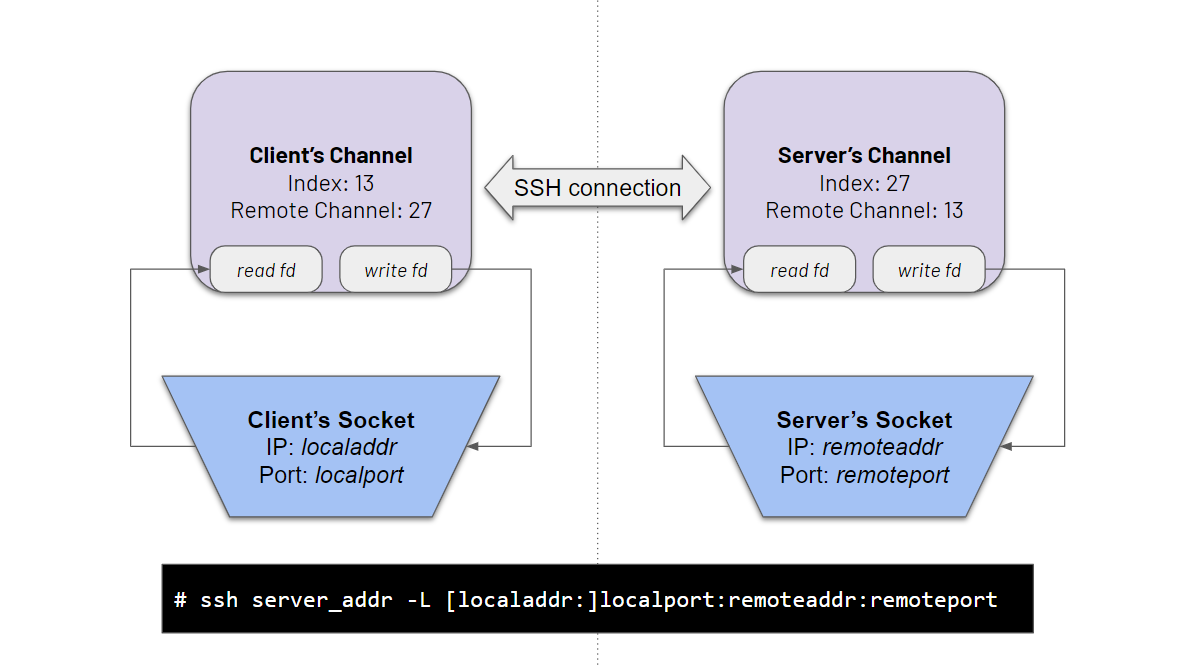 Client’s Channel
Index: 13
Remote Channel: 27
read fd
write fd
SSH connection
Server’s Channel
Index: 27
Remote Channel: 13
read fd
write fd
Client’s Socket
IP: localaddr
Port: localport
Server’s Socket
IP: remoteaddr
Port: remoteport
# ssh server_addr -L [localaddr:]localport:remoteaddr:remoteport